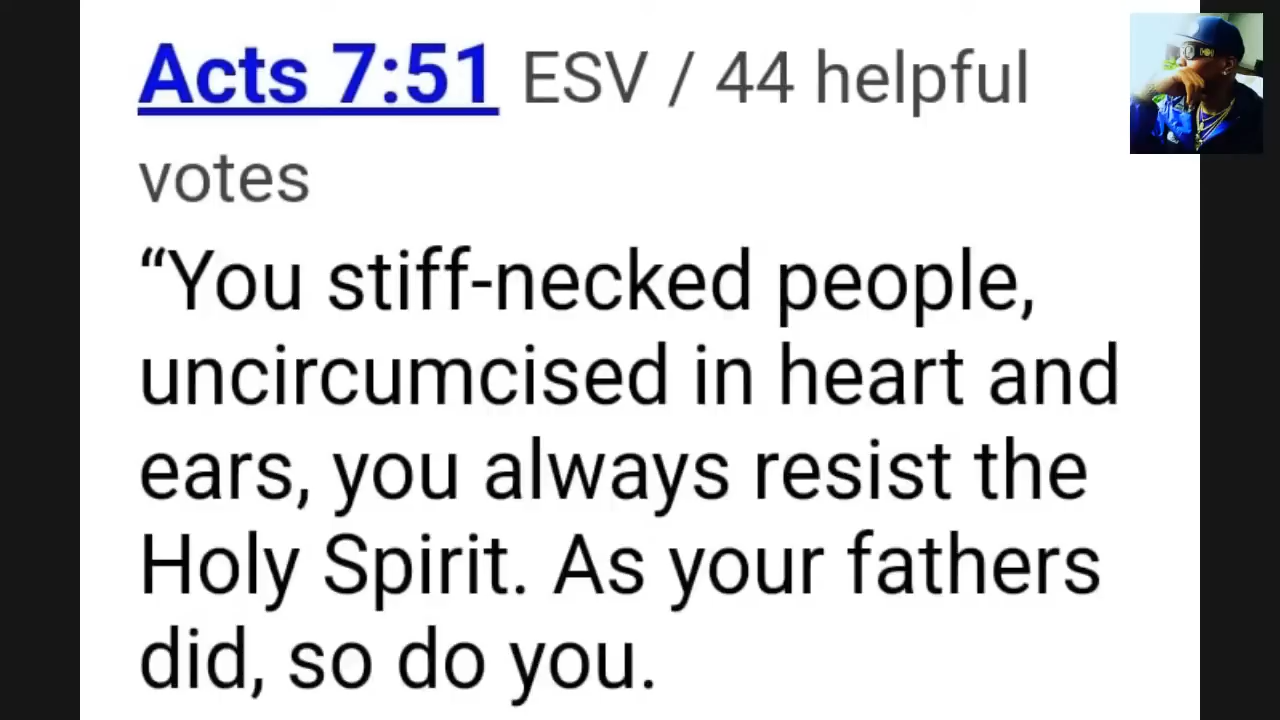 Acts 7:51 ESV / 44 helpful
votes
“You stiff-necked people,
uncircumcised in heart and
ears, you always resist the
Holy Spirit. As your fathers
did, so do you.